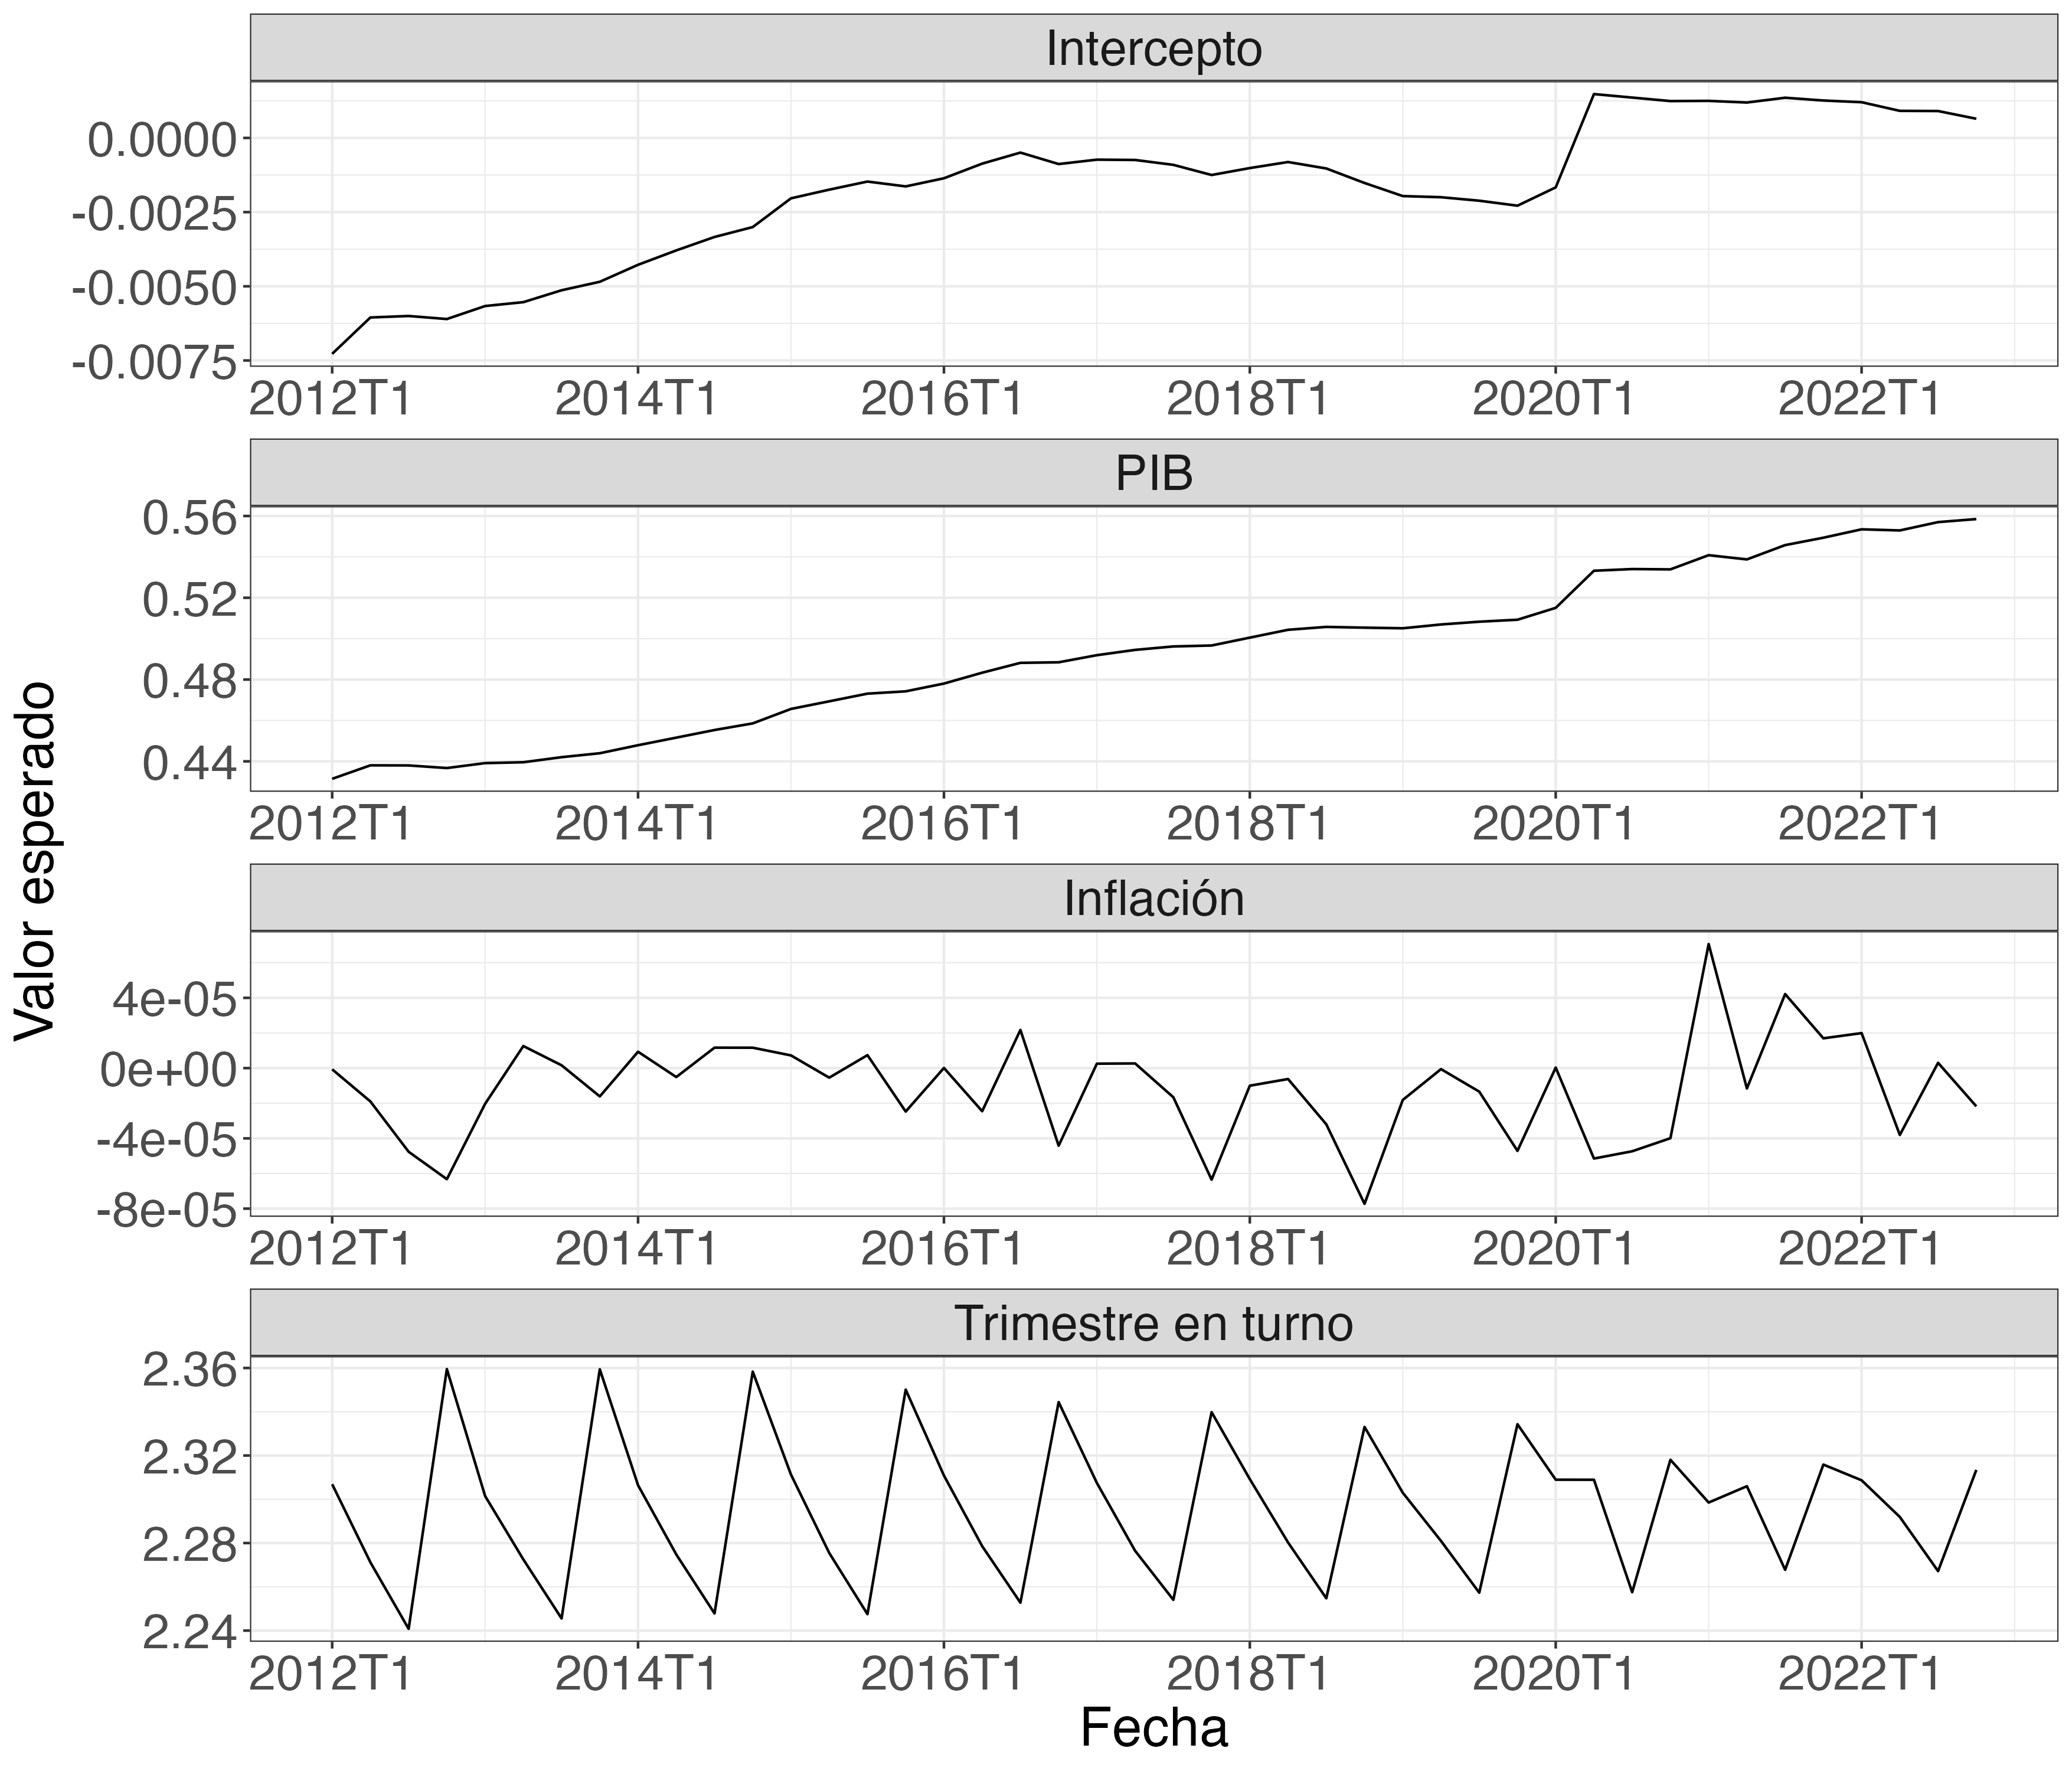 Intercepto
0.0000
-0.0025
-0.0050
-0.0075
2012T1 2014T1 2016T1 2018T1 2020T1 2022T1
PIB
0.56
0.52
0.48
0.44
2012T1 2014T1 2016T1 2018T1 2020T1 2022T1
Valor esperado
Inflación
4e-05
0e+00
-4e-05
-8e-05
2012T1 2014T1 2016T1 2018T1 2020T1 2022T1
Trimestre en turno
2.36
2.32
2.28
2.24
2012T1 2014T1 2016T1 2018T1 2020T1 2022T1
Fecha